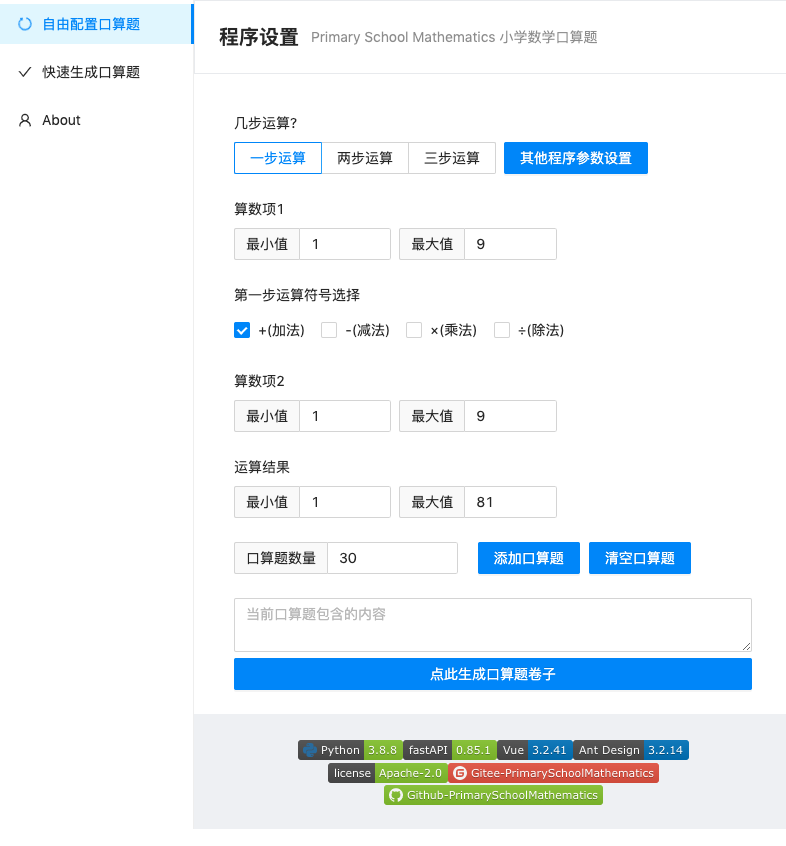 自由配置口算题
快速生成口算题
About
程序设置 Primary School Mathematics 小学数学口算题
几步运算?
一步运算 两步运算 三步运算 其他程序参数设置
算数项1
最小值 1 最大值 9
第一步运算符号选择
+(加法) -(减法) ×(乘法) ÷(除法)
算数项2
最小值 1 最大值 9
运算结果
最小值 1 最大值 81
口算题数量 30 添加口算题 清空口算题
当前口算题包含的内容
点此生成口算题卷子
Python 3.8.8 fastAPI 0.85.1 Vue 3.2.41 Ant Design 3.2.14
license Apache-2.0 Gitee-PrimarySchoolMathematics
Github-PrimarySchoolMathematics